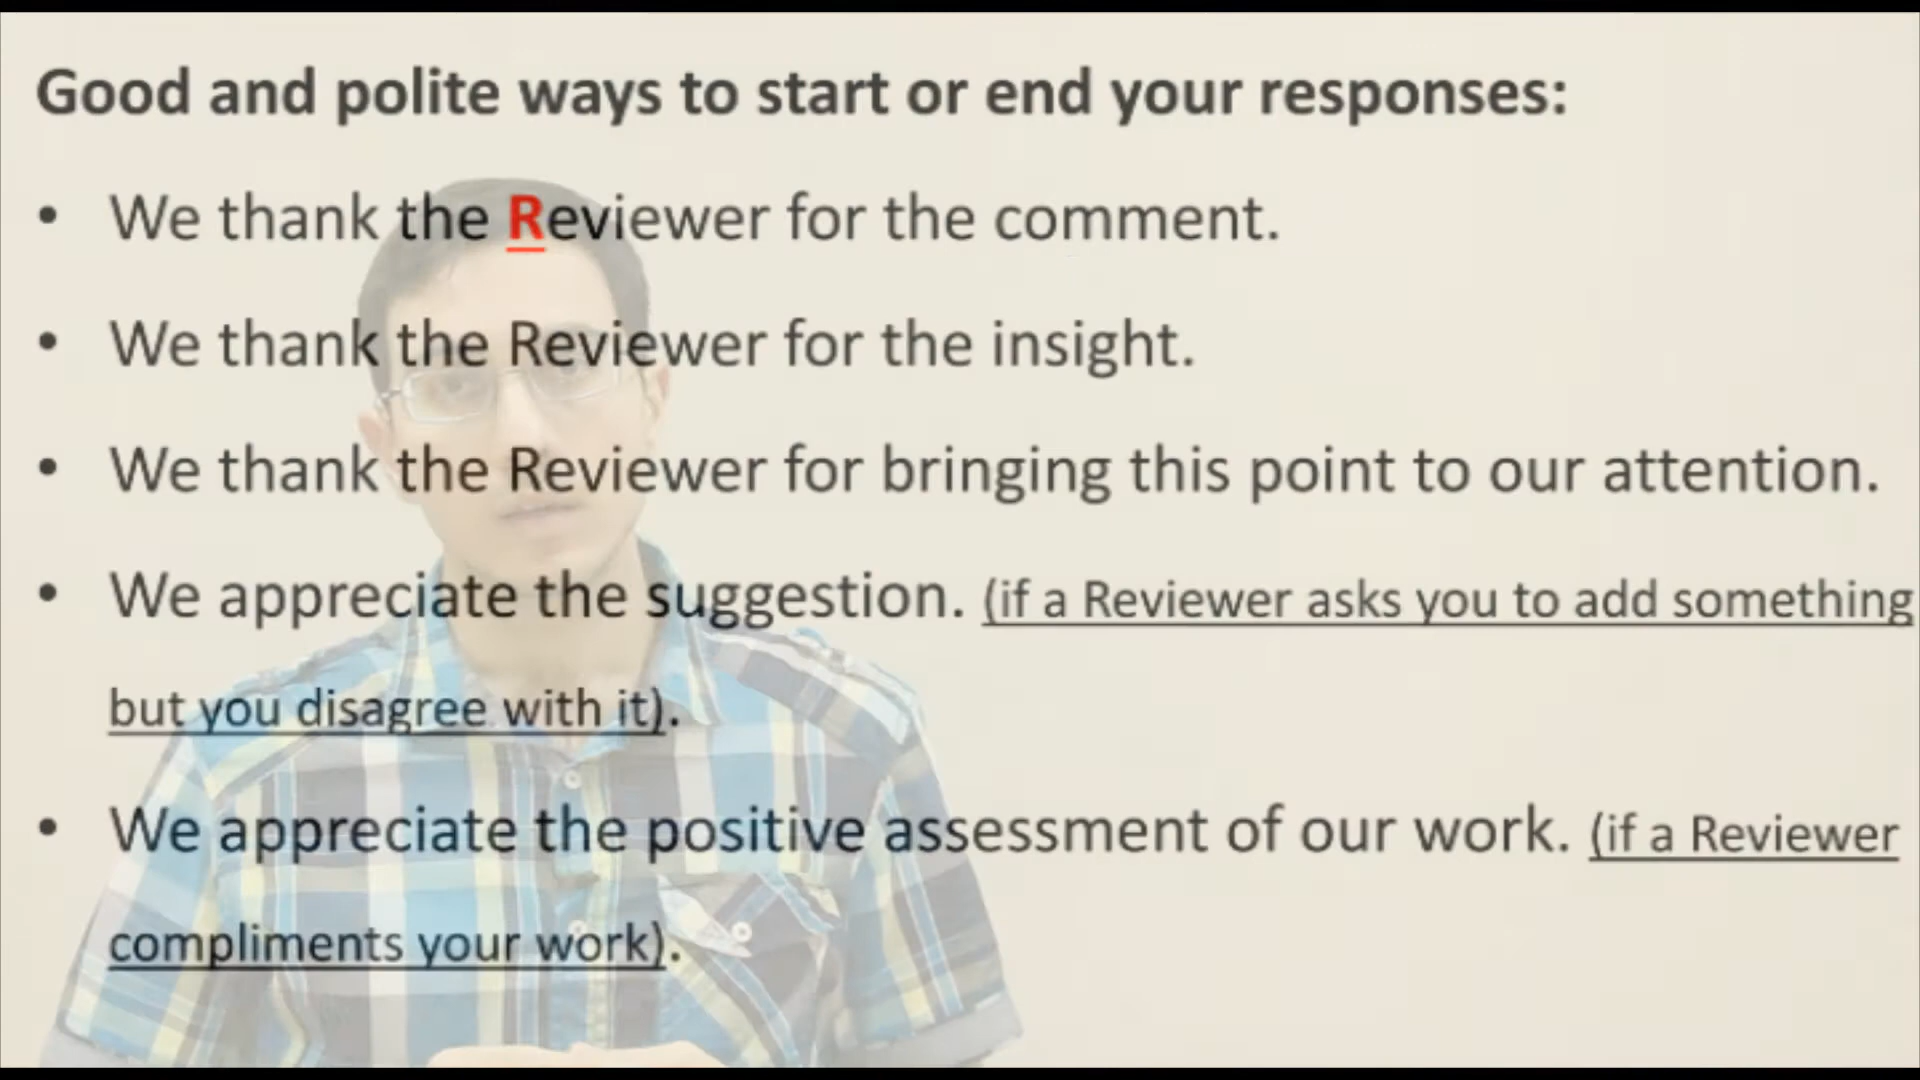 Good and polite ways to start or end your responses:
• We thank the Reviewer for the comment.
• We thank the Reviewer for the insight.
• We thank the Reviewer for bringing this point to our attention.
• We appreciate the suggestion. (if a Reviewer asks you to add something
but you disagree with it).
• We appreciate the positive assessment of our work. (if a Reviewer
compliments your work).